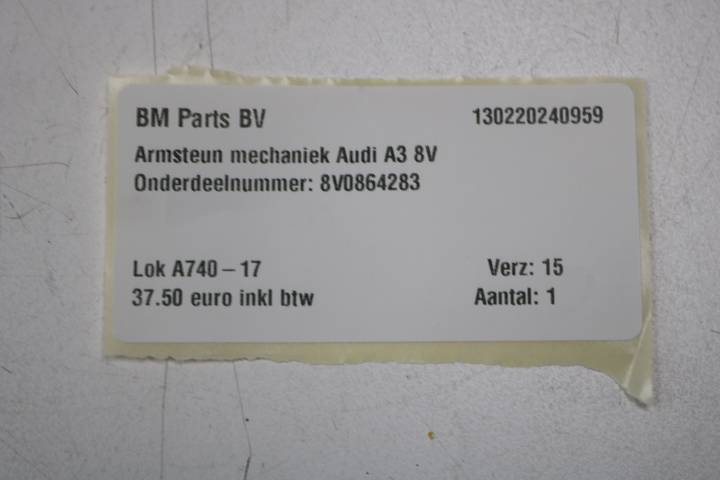 BM Parts BV 130220240959
Armsteun mechaniek Audi A3 8V
Onderdeelnummer: 8V0864283
Lok A740 – 17 Verz: 15
37.50 euro inkl btw Aantal: 1